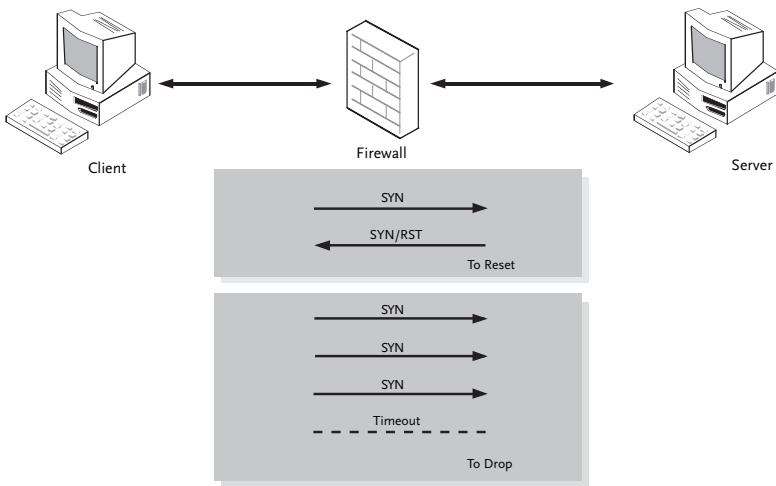 Client
Firewall
Server
SYN
SYN/RST
To Reset
SYN
SYN
SYN
Timeout
To Drop